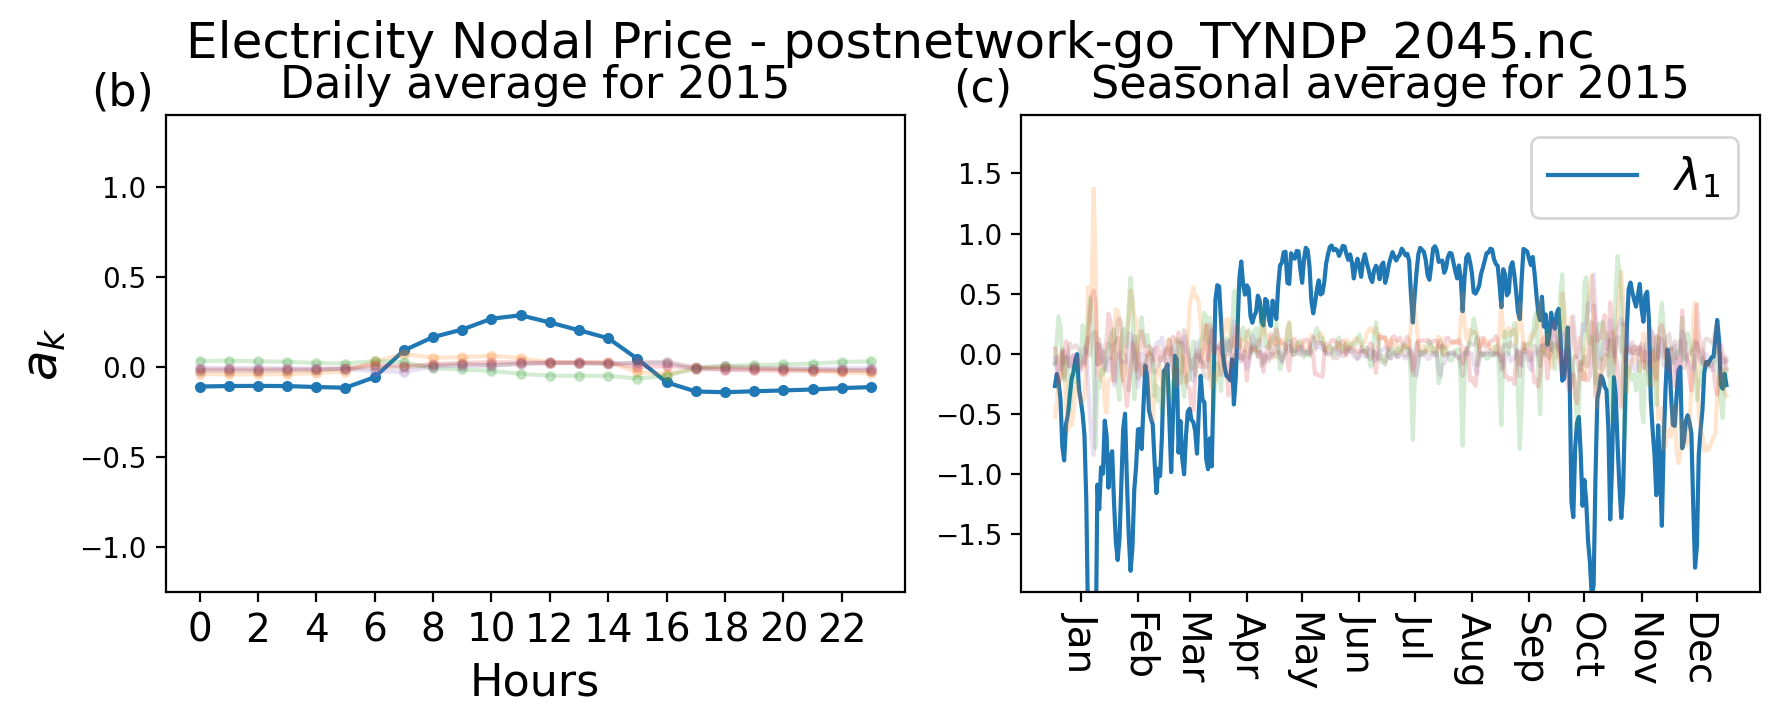 Electricity Nodal Price - postnetwork-go_TYNDP_2045.nc
(b)
Daily average for 2015
a_k
1.0
0.5
0.0
−0.5
−1.0
0 2 4 6 8 10 12 14 16 18 20 22
Hours
(c)
Seasonal average for 2015
λ_1
1.5
1.0
0.5
0.0
−0.5
−1.0
−1.5
Jan Feb Mar Apr May Jun Jul Aug Sep Oct Nov Dec